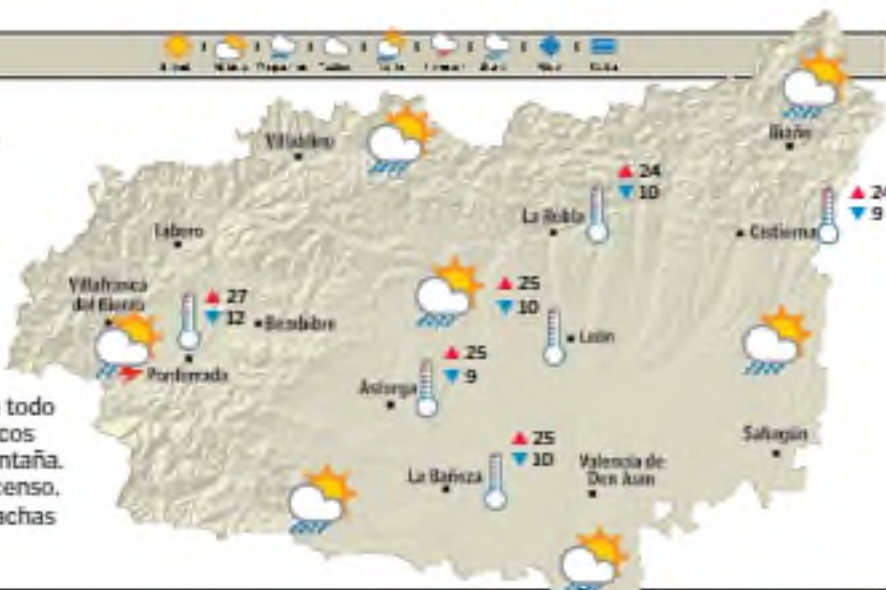 Villablino
Riaño
24
10
La Robla
24
9
Cistierna
Fabero
Villafranca
del Bierzo
27
12
Bembibre
25
10
León
Ponferrada
25
9
Astorga
todo
cos
ntaña.
censo.
achas
25
10
La Bañeza
Valencia de
Don Juan
Sahagún